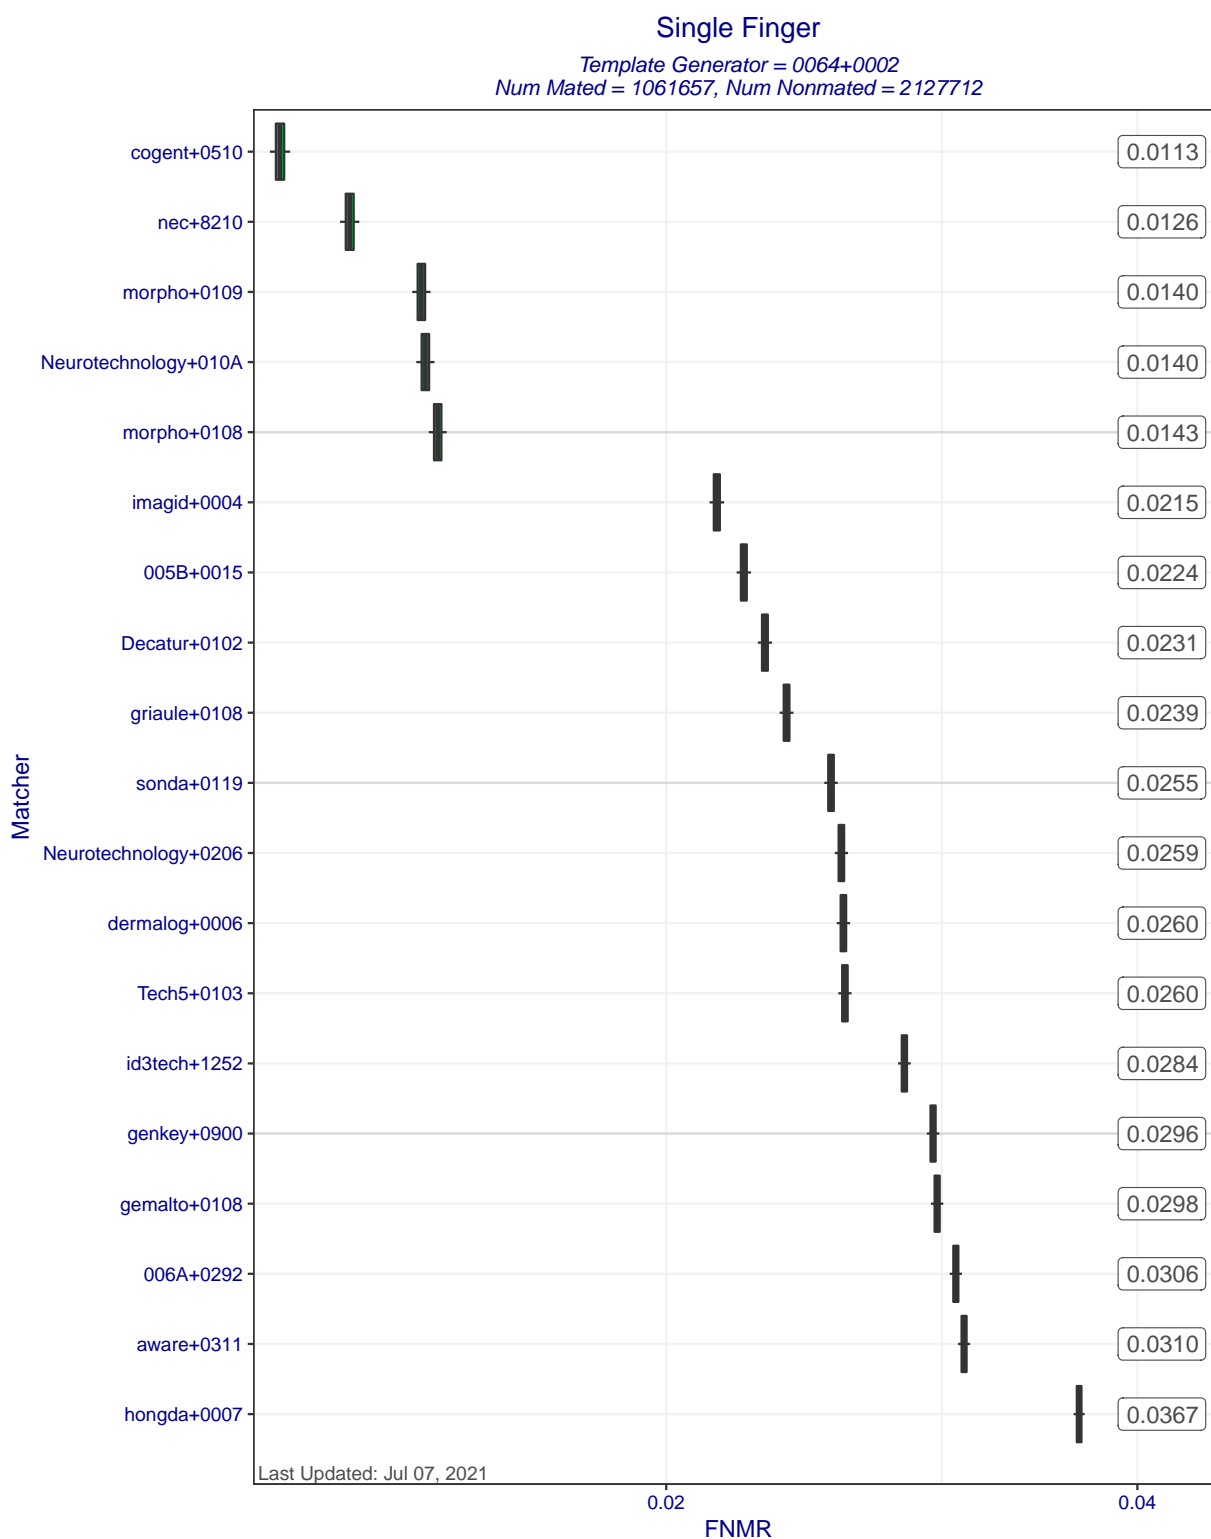 Single Finger
Template Generator = 0064+0002
Num Mated = 1061657, Num Nonmated = 2127712
cogent+0510 0.0113
nec+8210 0.0126
morpho+0109 0.0140
Neurotechnology+010A 0.0140
morpho+0108 0.0143
imagid+0004 0.0215
005B+0015 0.0224
Decatur+0102 0.0231
griaule+0108 0.0239
sonda+0119 0.0255
Neurotechnology+0206 0.0259
dermalog+0006 0.0260
Tech5+0103 0.0260
id3tech+1252 0.0284
genkey+0900 0.0296
gemalto+0108 0.0298
006A+0292 0.0306
aware+0311 0.0310
hongda+0007 0.0367
Matcher
Last Updated: Jul 07, 2021
0.02 0.04
FNMR